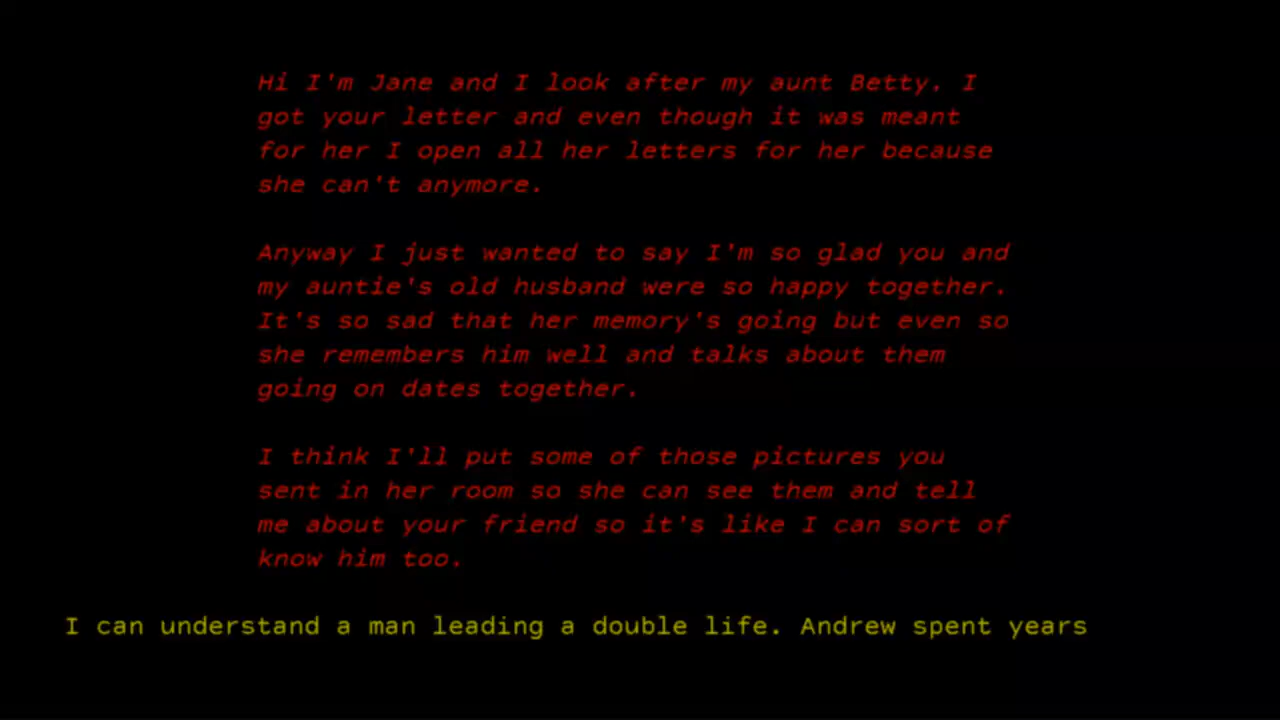 Hi I'm Jane and I look after my aunt Betty. I
got your letter and even though it was meant
for her I open all her letters for her because
she can't anymore.
Anyway I just wanted to say I'm so glad you and
my auntie's old husband were so happy together.
It's so sad that her memory's going but even so
she remembers him well and talks about them
going on dates together.
I think I'll put some of those pictures you
sent in her room so she can see them and tell
me about your friend so it's like I can sort of
know him too.
I can understand a man leading a double life. Andrew spent years